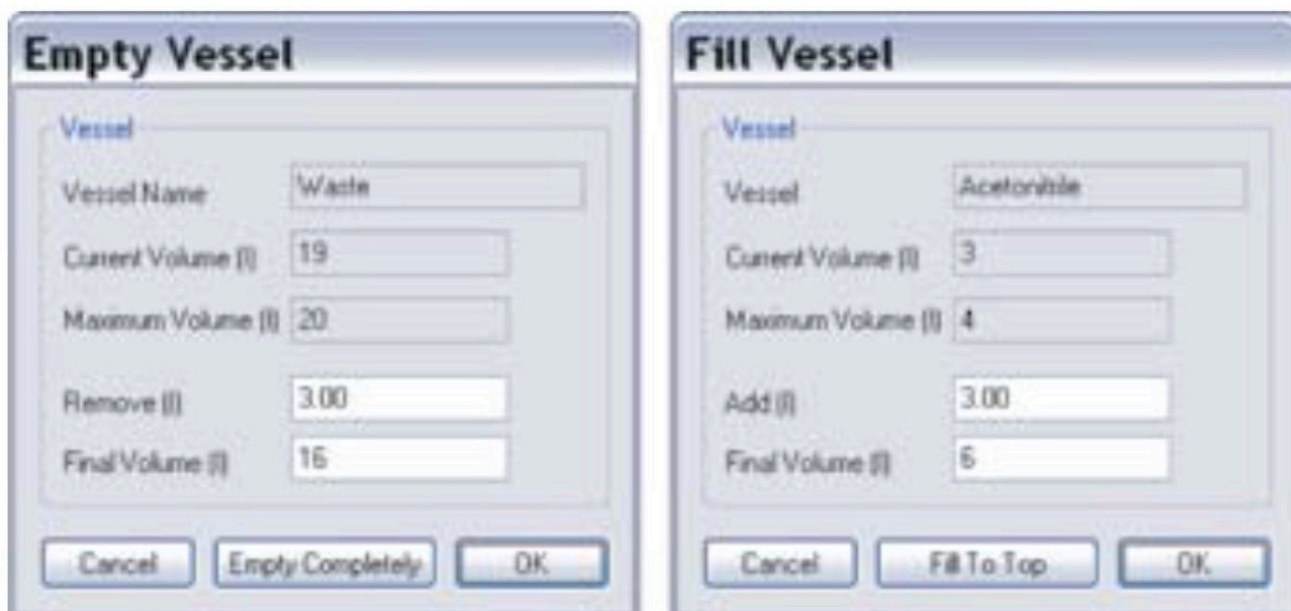 Empty Vessel
Vessel
Vessel Name Waste
Current Volume (l) 19
Maximum Volume (l) 20
Remove (l) 3.00
Final Volume (l) 16
Cancel Empty Completely OK
Fill Vessel
Vessel
Vessel Acetonitile
Current Volume (l) 3
Maximum Volume (l) 4
Add (l) 3.00
Final Volume (l) 6
Cancel Fill To Top OK